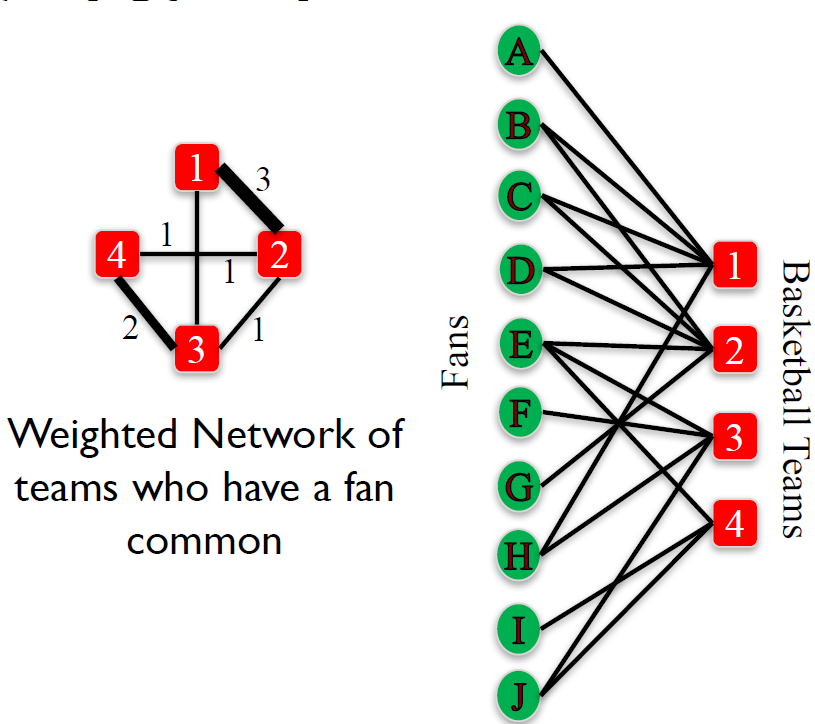 1
3
4
1
2
1
2
3
1
Weighted Network of
teams who have a fan
common
Fans
A
B
C
D
E
F
G
H
I
J
1
2
3
4
Basketball Teams